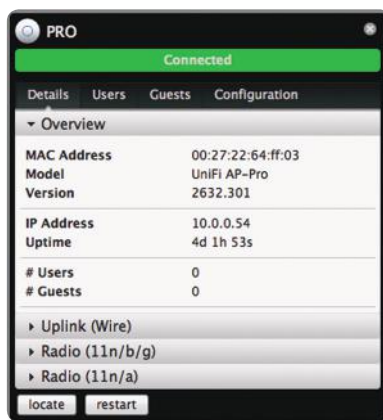 PRO
Connected
Details Users Guests Configuration
Overview
MAC Address 00:27:22:64:ff:03
Model UniFi AP-Pro
Version 2632.301
IP Address 10.0.0.54
Uptime 4d 1h 53s
# Users 0
# Guests 0
Uplink (Wire)
Radio (11n/b/g)
Radio (11n/a)
locate restart